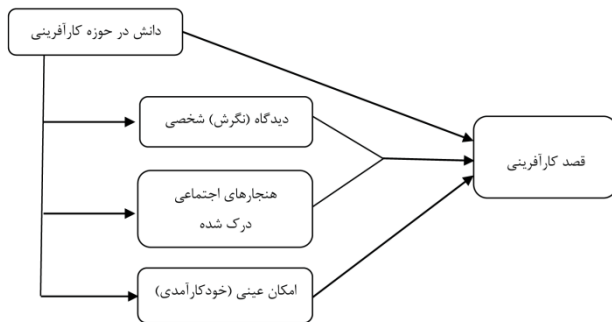 دانش در حوزه کارآفرینی
دیدگاه (نگرش) شخصی
قصد کارآفرینی
هنجارهای اجتماعی
درک شده
امکان عینی (خودکارآمدی)